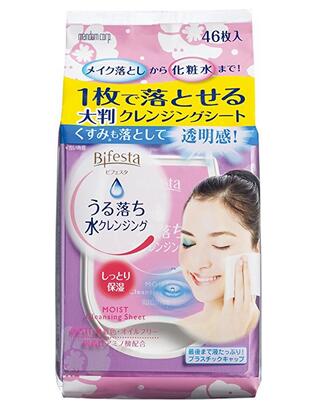 mandom corp.
46枚入
メイク落としから化粧水まで!
1枚で落とせる
大判クレンジングシート
くすみも落として透明感!
Bifesta
ビフェスタ
うる落ち
水クレンジング
しっとり
保湿
MOIST
Cleansing Sheet
最後まで液たっぷり!
プラスチックキャップ